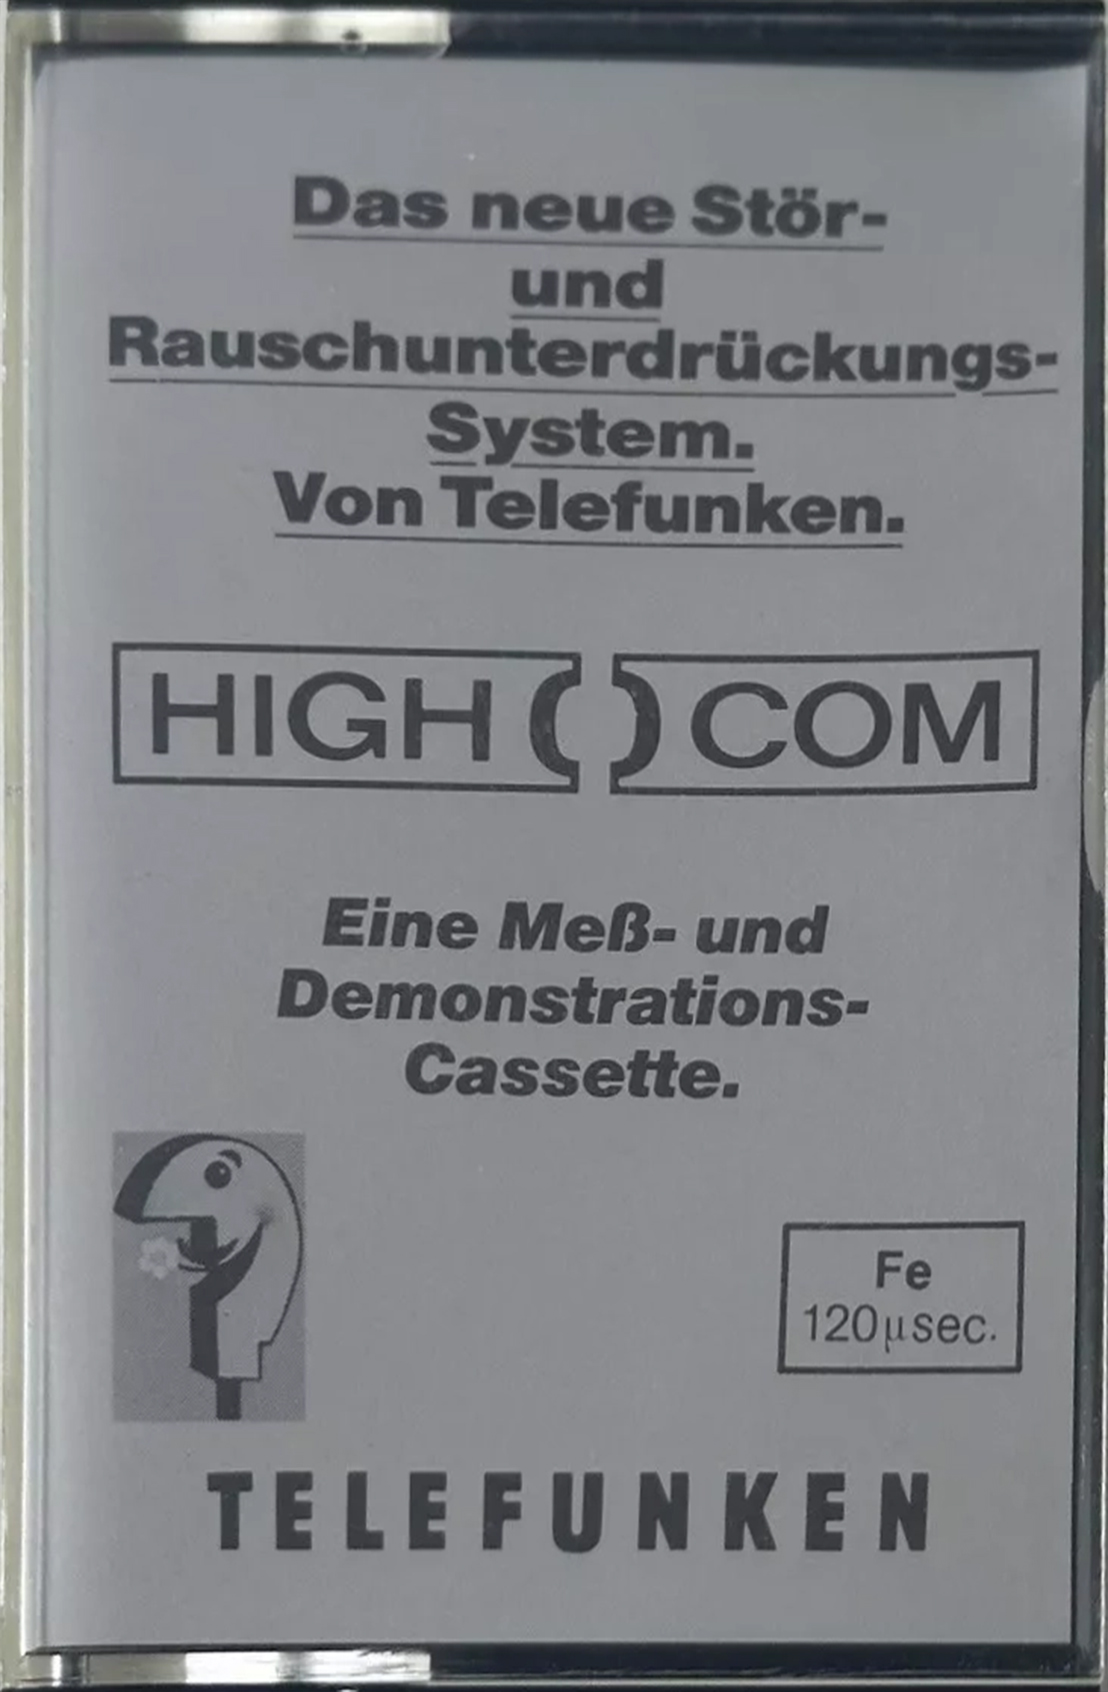 Das neue Stör-
und
Rauschunterdrückungs-
System.
Von Telefunken.
HIGH COM
Eine Meß- und
Demonstrations-
Cassette.
Fe
120µsec.
TELEFUNKEN